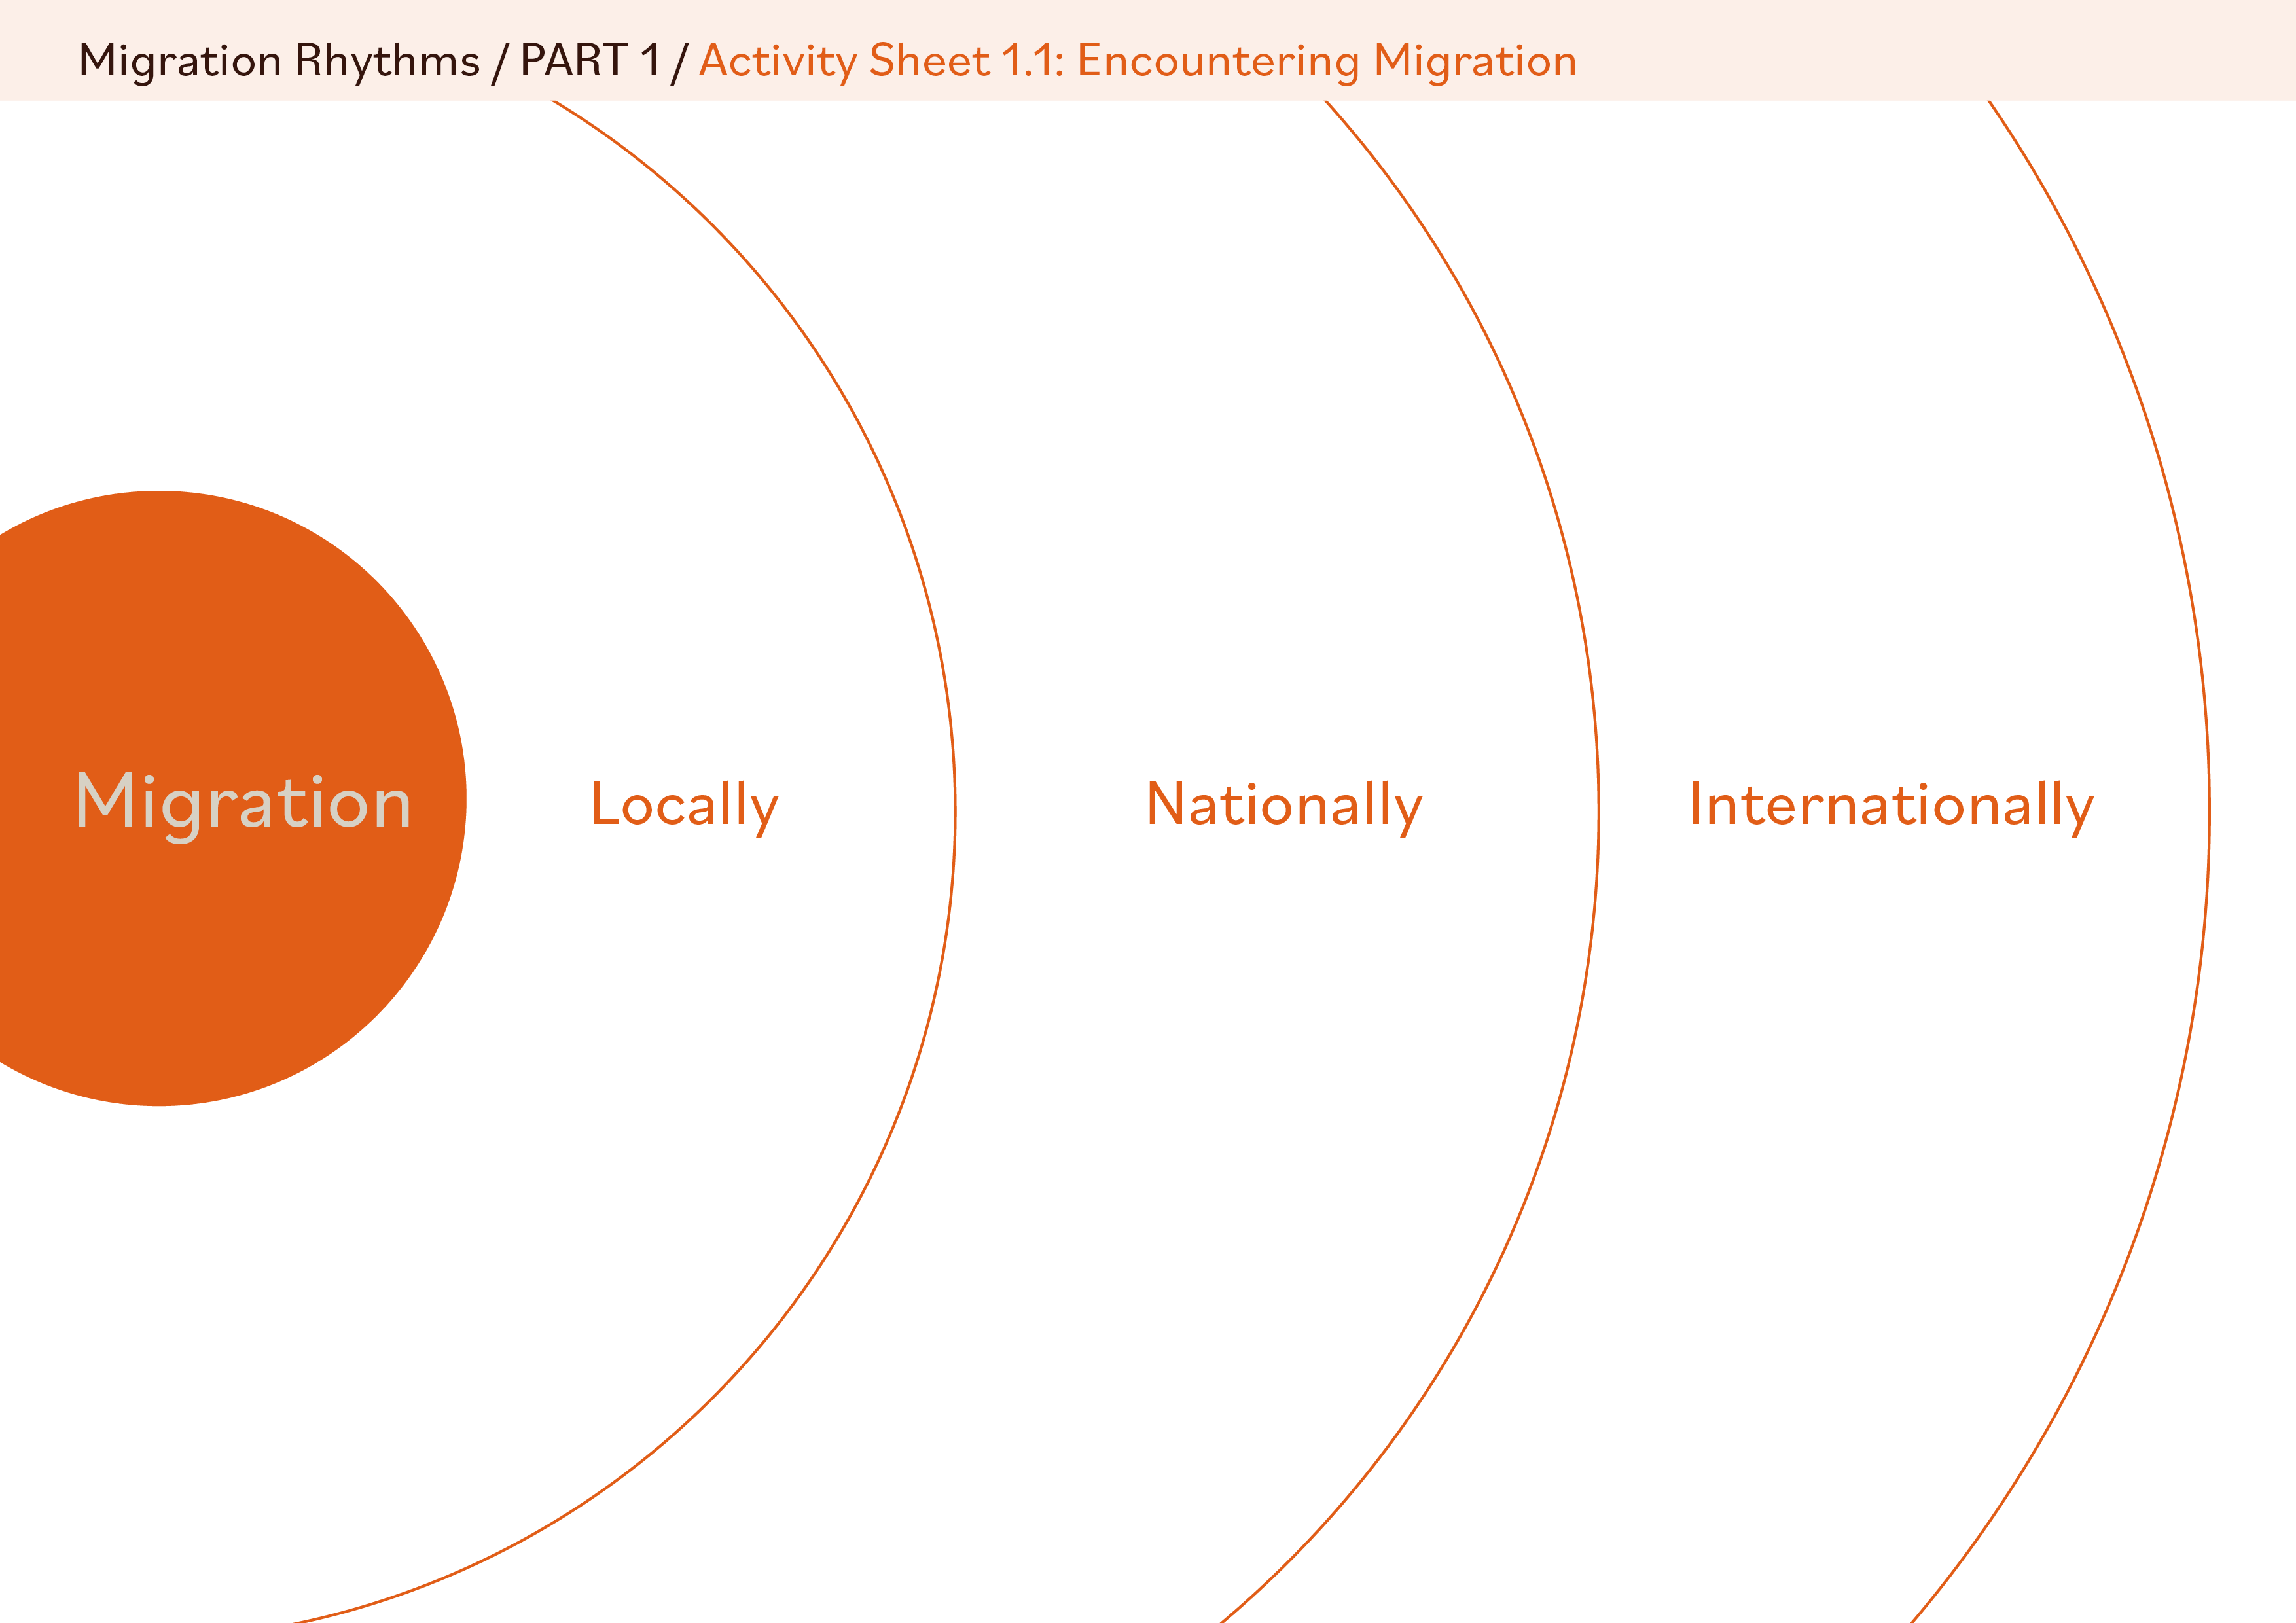 Migration Rhythms / PART 1 / Activity Sheet 1.1: Encountering Migration
Migration
Locally
Nationally
Internationally